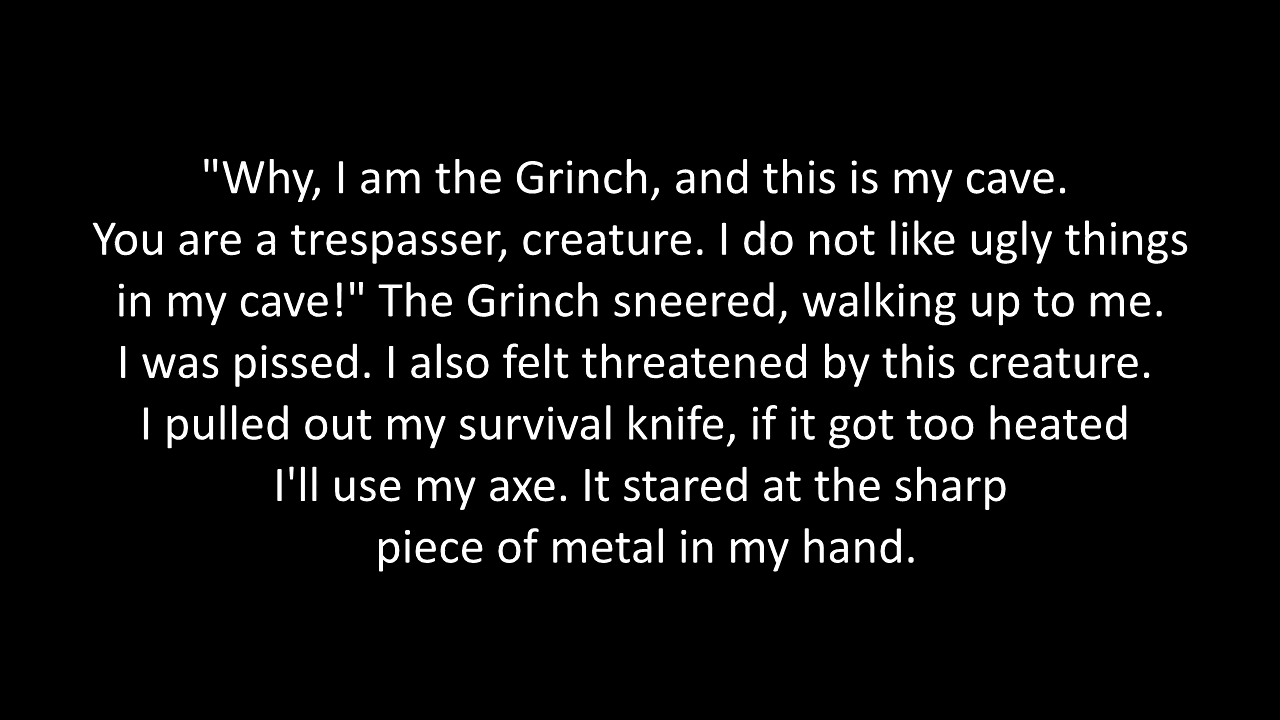 "Why, I am the Grinch, and this is my cave.
You are a trespasser, creature. I do not like ugly things
in my cave!" The Grinch sneered, walking up to me.
I was pissed. I also felt threatened by this creature.
I pulled out my survival knife, if it got too heated
I'll use my axe. It stared at the sharp
piece of metal in my hand.